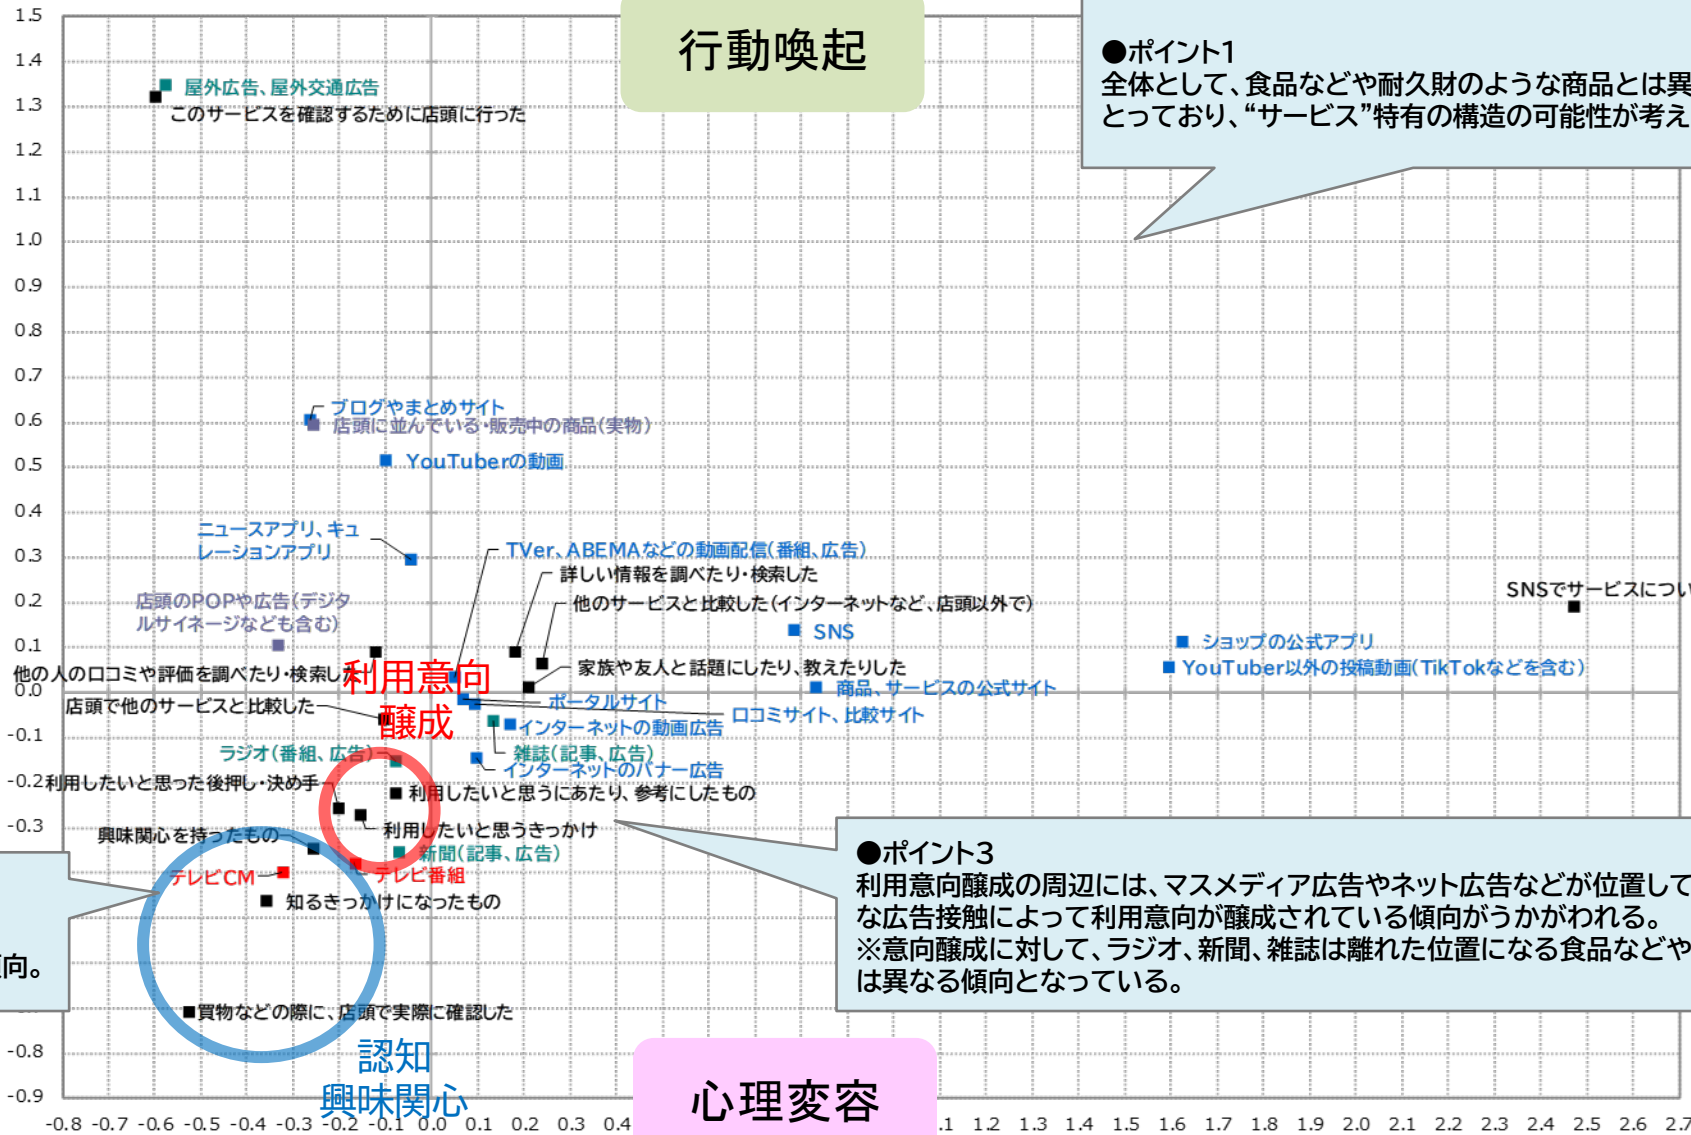 行動喚起
●ポイント1
全体として、食品などや耐久財のような商品とは異
とっており、“サービス”特有の構造の可能性が考え
1.5
1.4
1.3
1.2
1.1
1.0
0.9
0.8
0.7
0.6
0.5
0.4
0.3
0.2
0.1
0.0
-0.1
-0.2
-0.3
-0.8
-0.9
屋外広告、屋外交通広告
このサービスを確認するために店頭に行った
ブログやまとめサイト
店頭に並んでいる・販売中の商品(実物)
YouTuberの動画
ニュースアプリ、キュ
レーションアプリ
TVer、ABEMAなどの動画配信(番組、広告)
詳しい情報を調べたり・検索した
店頭のPOPや広告(デジタ
ルサイネージなども含む)
他のサービスと比較した(インターネットなど、店頭以外で)
SNSでサービスについ
SNS
ショップの公式アプリ
YouTuber以外の投稿動画(TikTokなどを含む)
他の人の口コミや評価を調べたり・検索した
家族や友人と話題にしたり、教えたりした
利用意向
醸成
商品、サービスの公式サイト
店頭で他のサービスと比較した
ポータルサイト
口コミサイト、比較サイト
インターネットの動画広告
ラジオ(番組、広告)
雑誌(記事、広告)
インターネットのバナー広告
利用したいと思った後押し・決め手
利用したいと思うにあたり、参考にしたもの
興味関心を持ったもの
利用したいと思うきっかけ
新聞(記事、広告)
テレビCM
テレビ番組
知るきっかけになったもの
●ポイント3
利用意向醸成の周辺には、マスメディア広告やネット広告などが位置して
な広告接触によって利用意向が醸成されている傾向がうかがわれる。
※意向醸成に対して、ラジオ、新聞、雑誌は離れた位置になる食品などや
は異なる傾向となっている。
向。
買物などの際に、店頭で実際に確認した
認知
興味関心
心理変容
-0.8 -0.7 -0.6 -0.5 -0.4 -0.3 -0.2 -0.1 0.0 0.1 0.2 0.3 0.4 .1 1.2 1.3 1.4 1.5 1.6 1.7 1.8 1.9 2.0 2.1 2.2 2.3 2.4 2.5 2.6 2.7